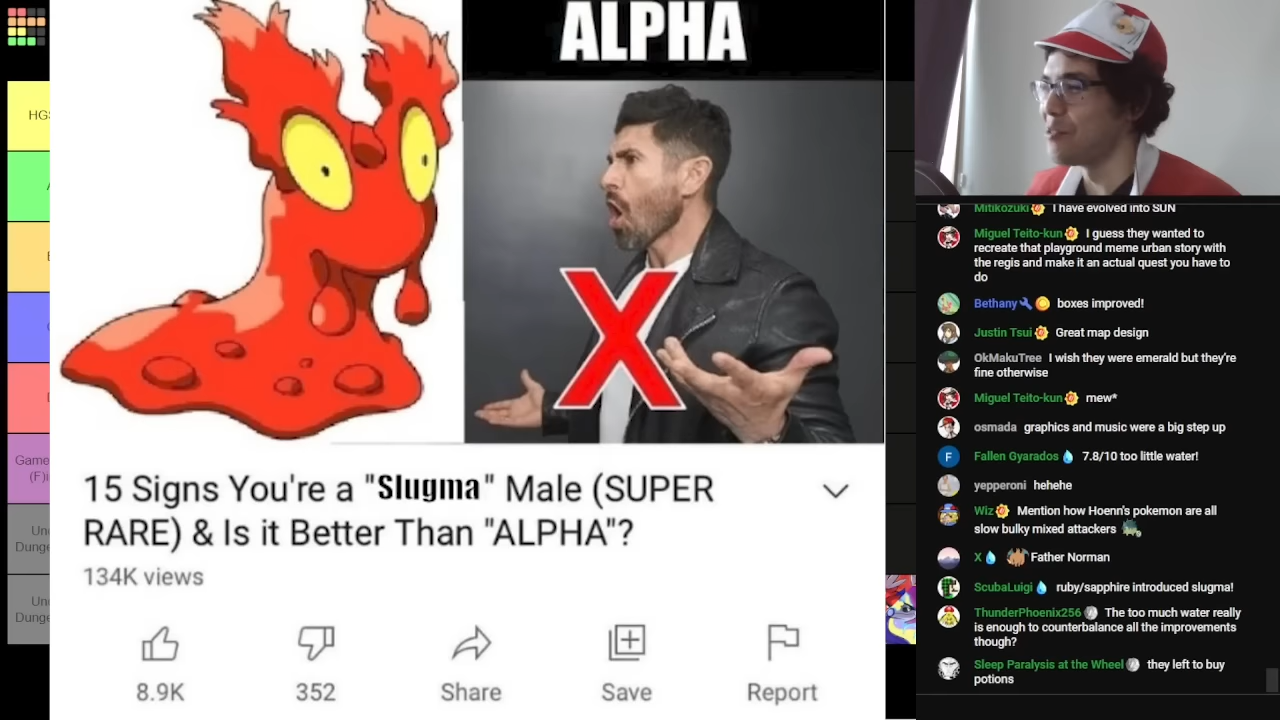 HG
ALPHA
X
15 Signs You're a "Slugma" Male (SUPER
RARE) & Is it Better Than "ALPHA"?
134K views
8.9K
352
Share
Save
Report
Game
(F)i
Un
Dunge
Un
Dunge
Mitikozuki I have evolved into SUN
Miguel Teito-kun I guess they wanted to
recreate that playground meme urban story with
the regis and make it an actual quest you have to
do
Bethany boxes improved!
Justin Tsui Great map design
OkMakuTree I wish they were emerald but they're
fine otherwise
Miguel Teito-kun mew*
osmada graphics and music were a big step up
F
Fallen Gyarados 7.8/10 too little water!
yepperoni hehehe
Wiz Mention how Hoenn's pokemon are all
slow bulky mixed attackers
X Father Norman
ScubaLuigi ruby/sapphire introduced slugma!
ThunderPhoenix256 The too much water really
is enough to counterbalance all the improvements
though?
Sleep Paralysis at the Wheel they left to buy
potions